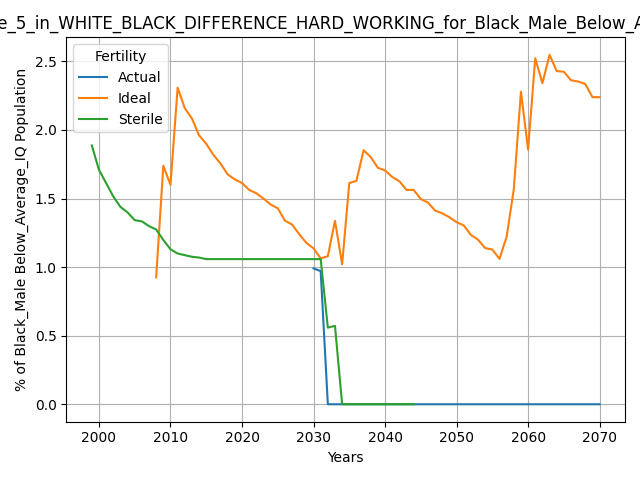 e_5_in_WHITE_BLACK_DIFFERENCE_HARD_WORKING_for_Black_Male_Below_A
Fertility
Actual
Ideal
Sterile
% of Black_Male Below_Average_IQ Population
2.5
2.0
1.5
1.0
0.5
0.0
2000 2010 2020 2030 2040 2050 2060 2070
Years